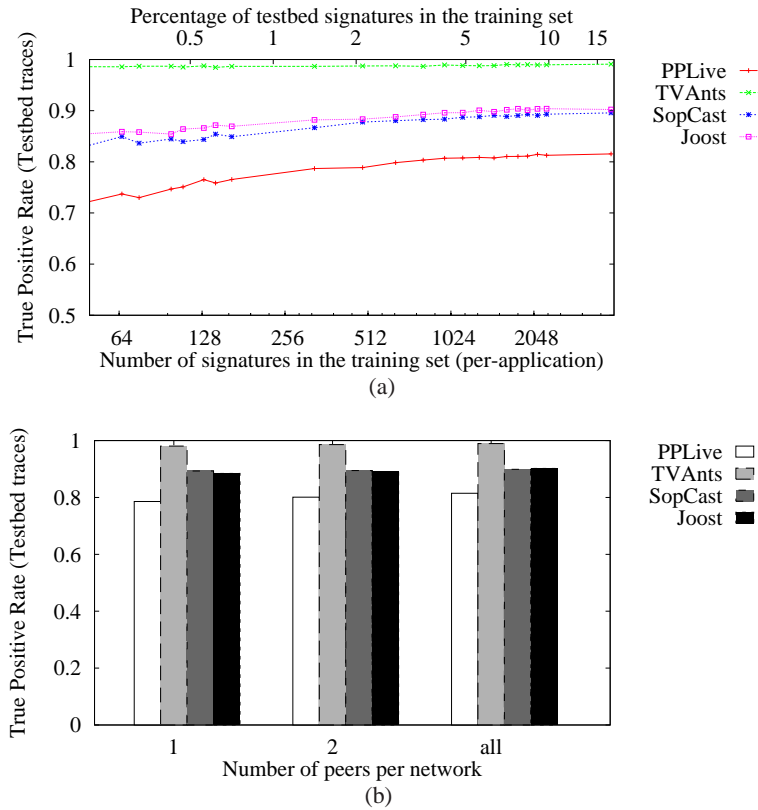 Percentage of testbed signatures in the training set
0.5 1 2 5 10 15
1
0.9
0.8
0.7
0.6
0.5
True Positive Rate (Testbed traces)
64 128 256 512 1024 2048
Number of signatures in the training set (per-application)
PPLive
TVAnts
SopCast
Joost
(a)
1
0.8
0.6
0.4
0.2
0
True Positive Rate (Testbed traces)
1 2 all
Number of peers per network
PPLive
TVAnts
SopCast
Joost
(b)